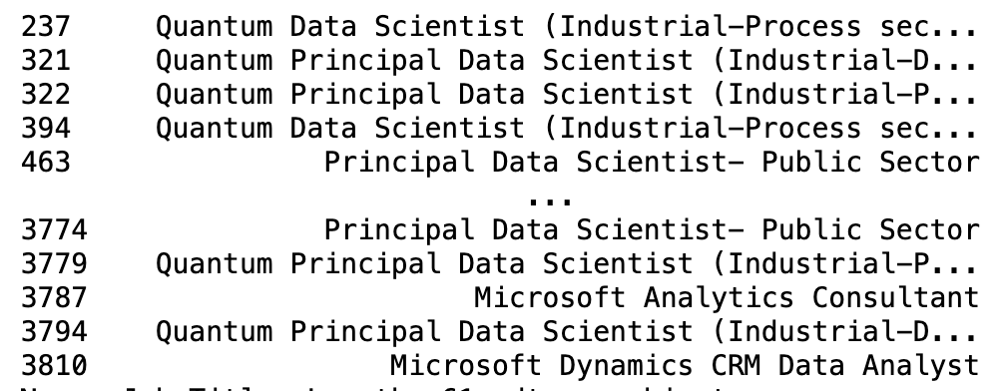 237 Quantum Data Scientist (Industrial-Process sec...
321 Quantum Principal Data Scientist (Industrial-D...
322 Quantum Principal Data Scientist (Industrial-P...
394 Quantum Data Scientist (Industrial-Process sec...
463 Principal Data Scientist- Public Sector
...
3774 Principal Data Scientist- Public Sector
3779 Quantum Principal Data Scientist (Industrial-P...
3787 Microsoft Analytics Consultant
3794 Quantum Principal Data Scientist (Industrial-D...
3810 Microsoft Dynamics CRM Data Analyst